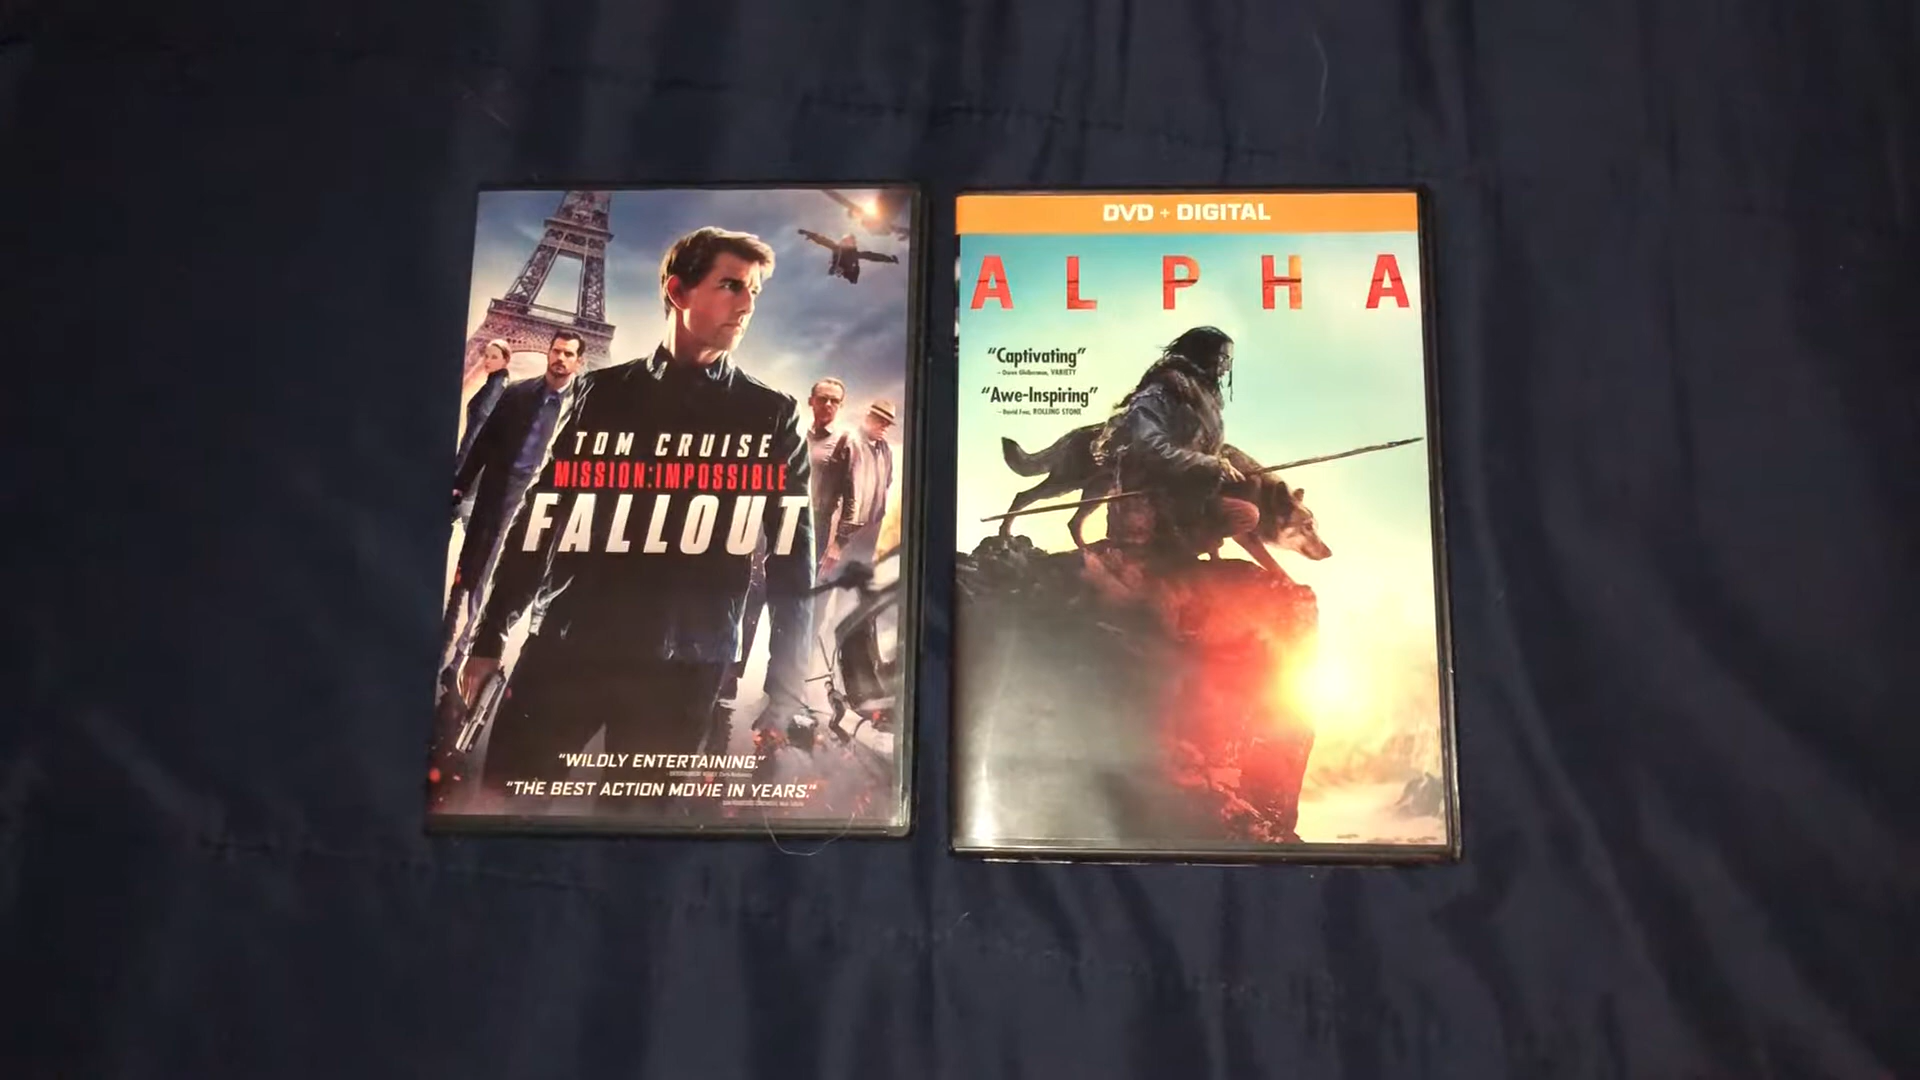 TOM CRUISE
MISSION:IMPOSSIBLE
FALLOUT
"WILDLY ENTERTAINING."
"THE BEST ACTION MOVIE IN YEARS."
DVD + DIGITAL
ALPHA
"Captivating"
VARIETY
"Awe-Inspiring"
ROLLING STONE